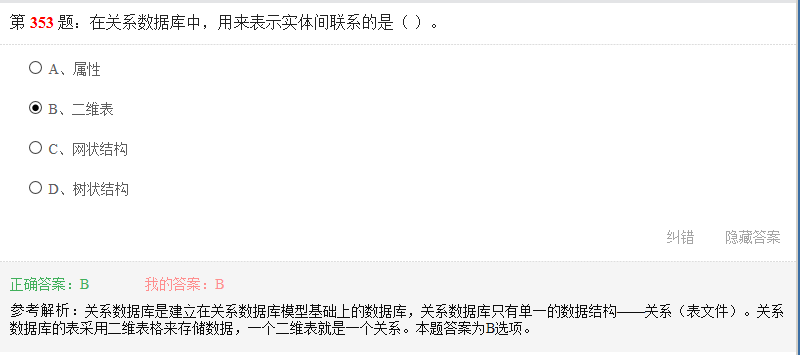 第 353 题：在关系数据库中，用来表示实体间联系的是（ ）。
A、属性
B、二维表
C、网状结构
D、树状结构
纠错 隐藏答案
正确答案：B 我的答案：B
参考解析：关系数据库是建立在关系数据库模型基础上的数据库，关系数据库只有单一的数据结构——关系（表文件）。关系
数据库的表采用二维表格来存储数据，一个二维表就是一个关系。本题答案为B选项。